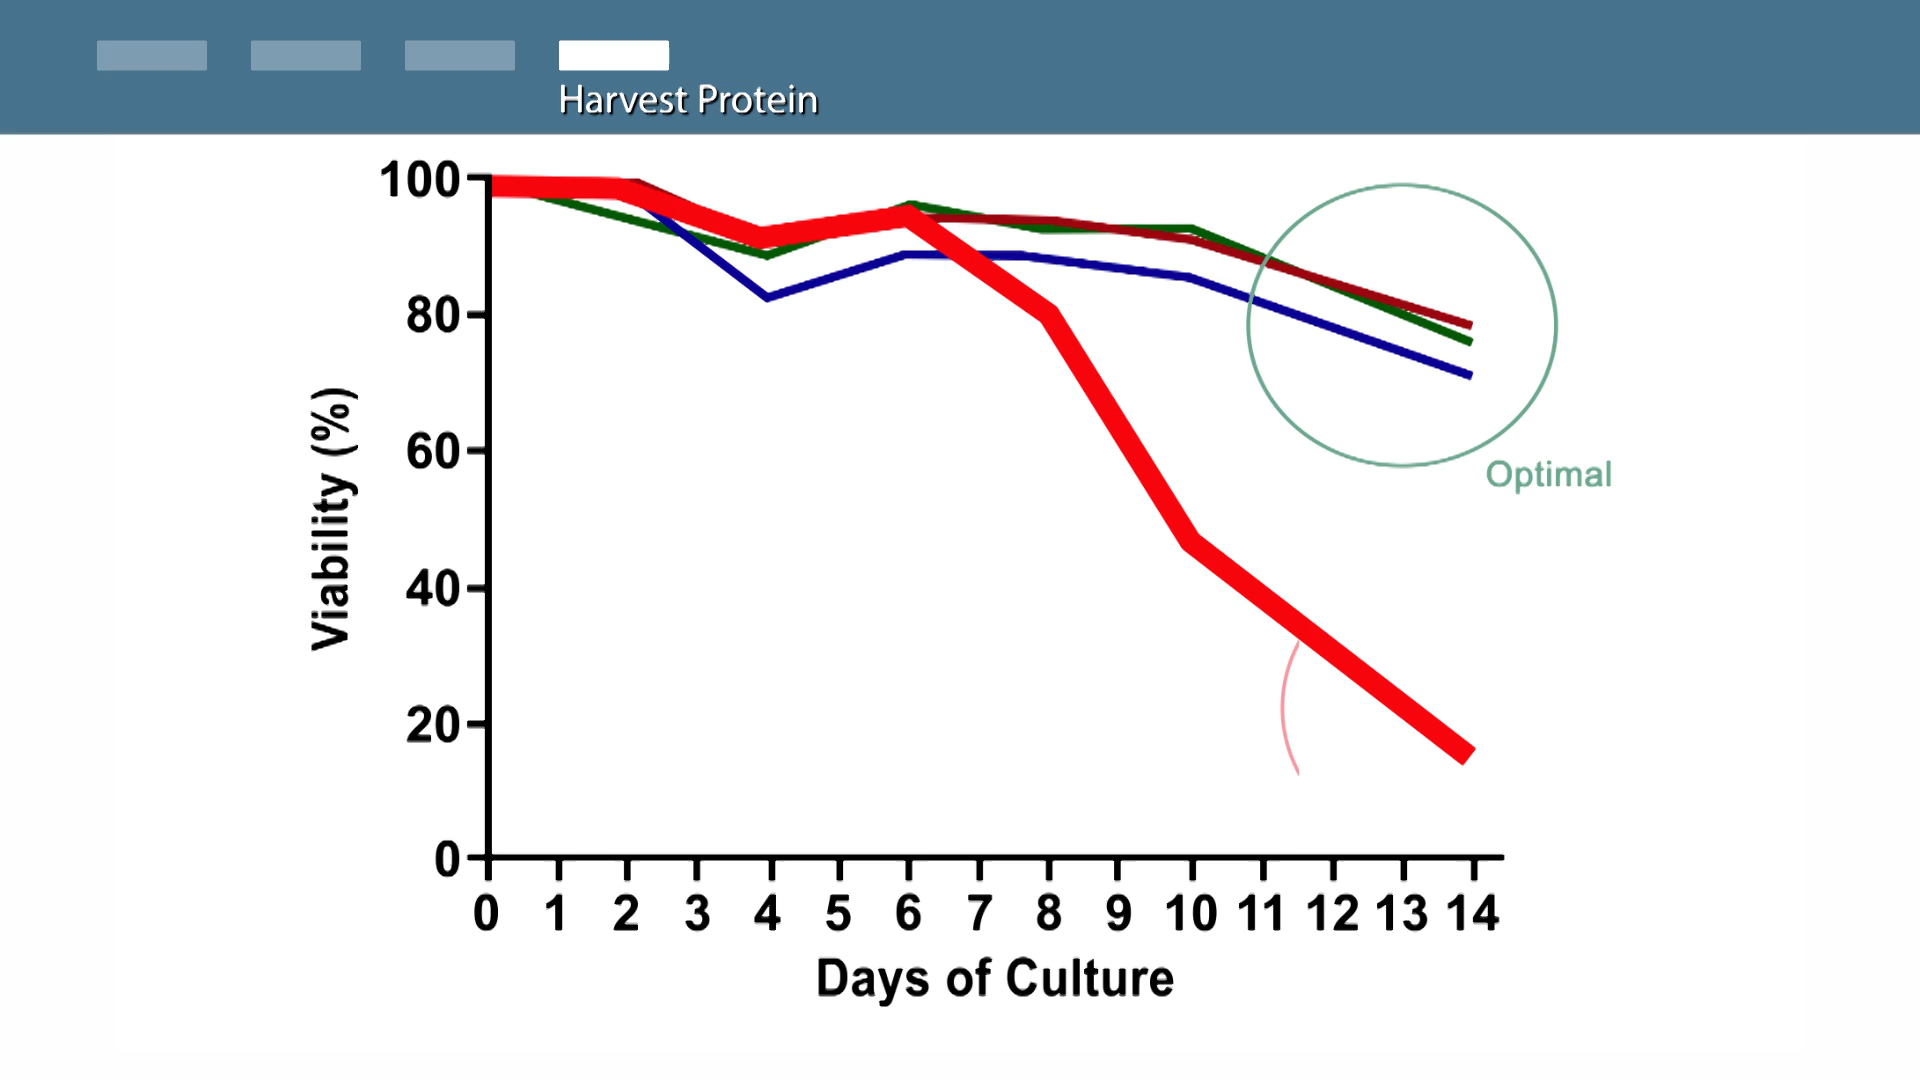 Harvest Protein
100
80
60
40
20
0
Viability (%)
Optimal
0 1 2 3 4 5 6 7 8 9 10 11 12 13 14
Days of Culture